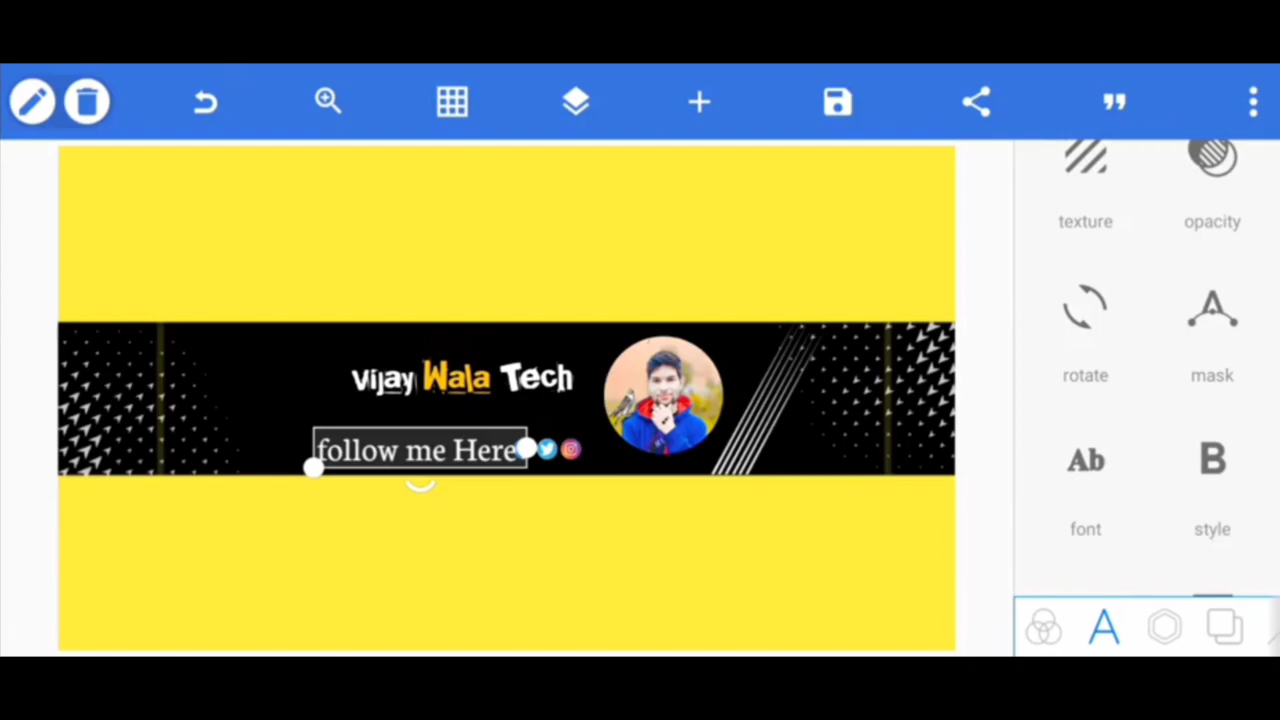 texture opacity
rotate mask
Vijay Wala Tech
follow me Here
Ab B
font style
A